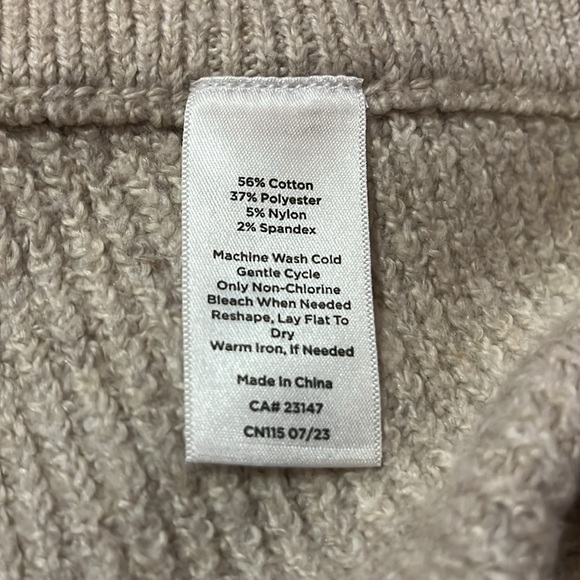 56% Cotton
37% Polyester
5% Nylon
2% Spandex
Machine Wash Cold
Gentle Cycle
Only Non-Chlorine
Bleach When Needed
Reshape, Lay Flat To
Dry
Warm Iron, If Needed
Made In China
CA# 23147
CN115 07/23